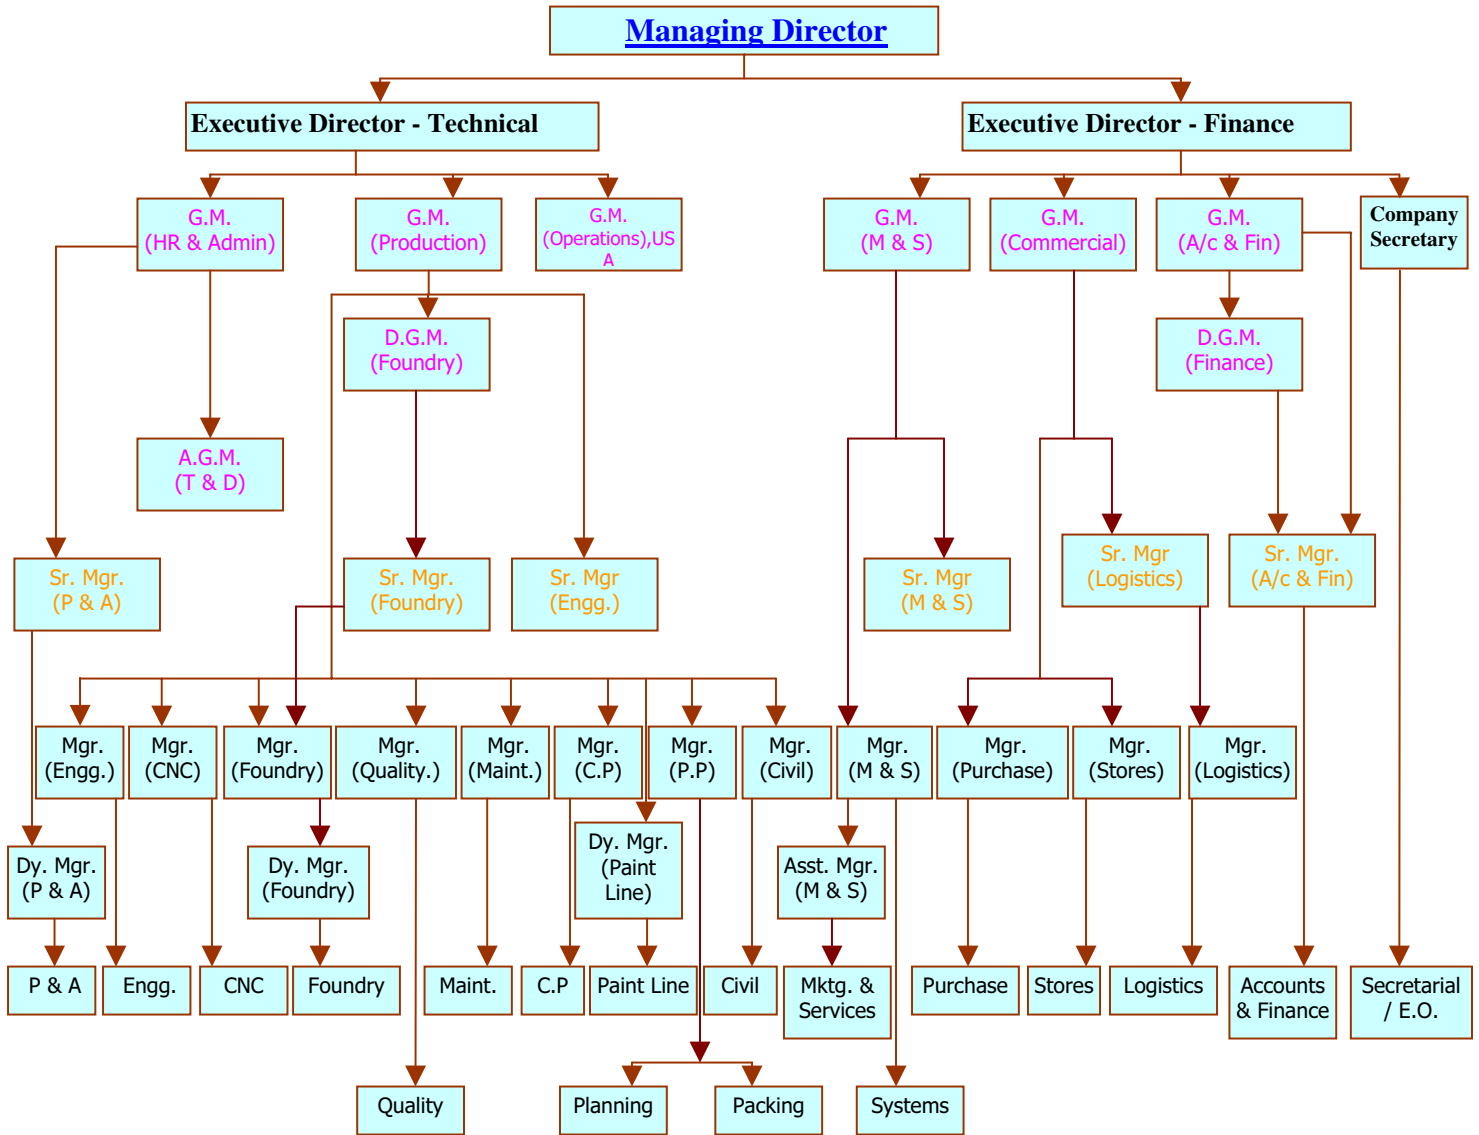 Managing Director
Executive Director - Technical
Executive Director - Finance
G.M.
(HR & Admin)
G.M.
(Production)
G.M.
(Operations),US
A
G.M.
(M & S)
G.M.
(Commercial)
G.M.
(A/c & Fin)
Company
Secretary
D.G.M.
(Foundry)
D.G.M.
(Finance)
A.G.M.
(T & D)
Sr. Mgr.
(P & A)
Sr. Mgr.
(Foundry)
Sr. Mgr
(Engg.)
Sr. Mgr
(M & S)
Sr. Mgr
(Logistics)
Sr. Mgr.
(A/c & Fin)
Mgr.
(Engg.)
Mgr.
(CNC)
Mgr.
(Foundry)
Mgr.
(Quality.)
Mgr.
(Maint.)
Mgr.
(C.P)
Mgr.
(P.P)
Mgr.
(Civil)
Mgr.
(M & S)
Mgr.
(Purchase)
Mgr.
(Stores)
Mgr.
(Logistics)
Dy. Mgr.
(P & A)
Dy. Mgr.
(Foundry)
Dy. Mgr.
(Paint
Line)
Asst. Mgr.
(M & S)
P & A
Engg.
CNC
Foundry
Maint.
C.P
Paint Line
Civil
Mktg. &
Services
Purchase
Stores
Logistics
Accounts
& Finance
Secretarial
/ E.O.
Quality
Planning
Packing
Systems